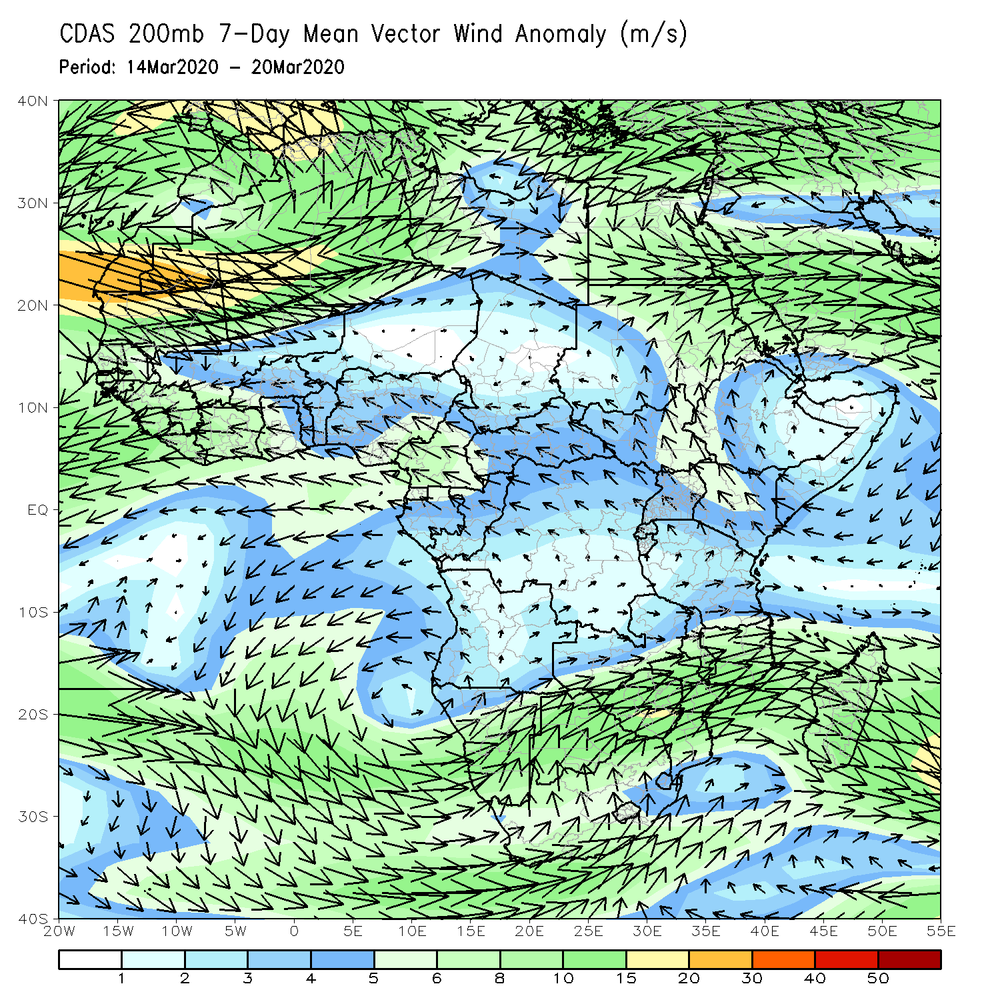 CDAS 200mb 7-Day Mean Vector Wind Anomaly (m/s)
Period: 14Mar2020 - 20Mar2020
40N
30N
20N
10N
EQ
10S
20S
30S
40S
20W 15W 10W 5W 0 5E 10E 15E 20E 25E 30E 35E 40E 45E 50E 55E
1 2 3 4 5 6 8 10 15 20 30 40 50